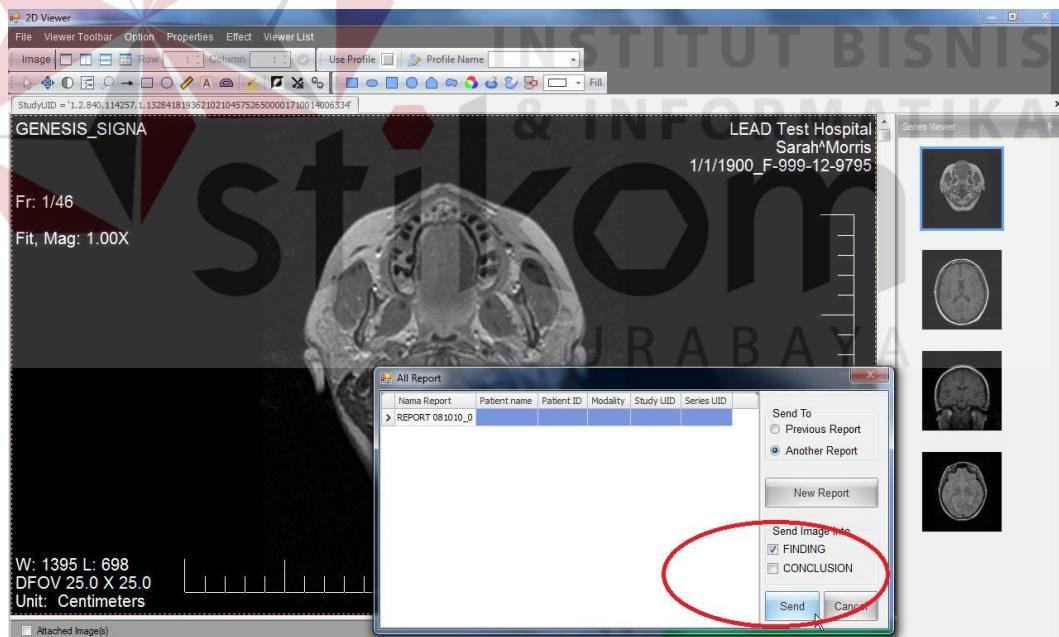 2D Viewer
File Viewer Toolbar Option Properties Effect Viewer List
Image Row 1 Column 1 Use Profile Profile Name
A Fill
StudyUID = '1.2.840.114257.1.13284181936210210457526500001710014006334'
GENESIS_SIGNA
LEAD Test Hospital
Sarah^Morris
1/1/1900_F-999-12-9795
Series Viewer
Fr: 1/46
Fit, Mag: 1.00X
INSTITUT BISNIS
& INFORMATIKA
stikom
SURABAYA
All Report
Nama Report Patient name Patient ID Modality Study UID Series UID
REPORT 081010_0
Send To
Previous Report
Another Report
New Report
Send Image Into
FINDING
CONCLUSION
Send Cancel
W: 1395 L: 698
DFOV 25.0 X 25.0
Unit: Centimeters
Attached Image(s)